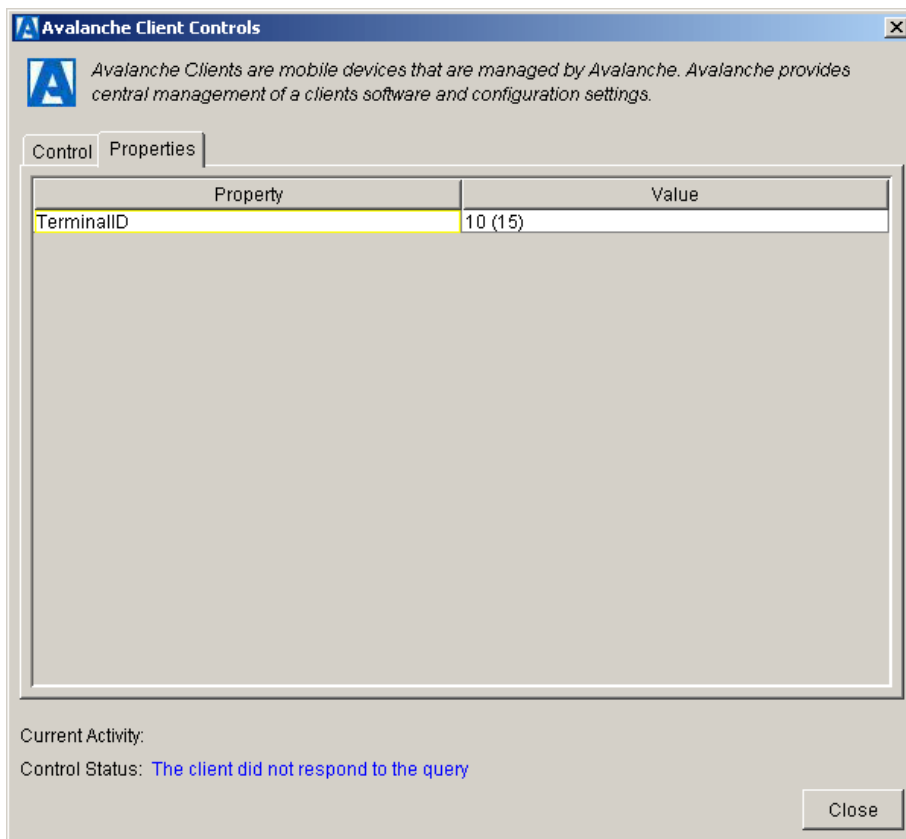 Avalanche Client Controls
Avalanche Clients are mobile devices that are managed by Avalanche. Avalanche provides
central management of a clients software and configuration settings.
Control Properties
Property Value
TerminalID 10 (15)
Current Activity:
Control Status: The client did not respond to the query
Close